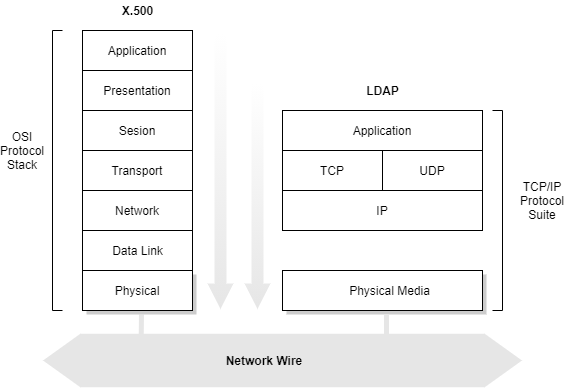 X.500
Application
Presentation
Sesion
Transport
Network
Data Link
Physical
OSI
Protocol
Stack
LDAP
Application
TCP UDP
IP
Physical Media
TCP/IP
Protocol
Suite
Network Wire